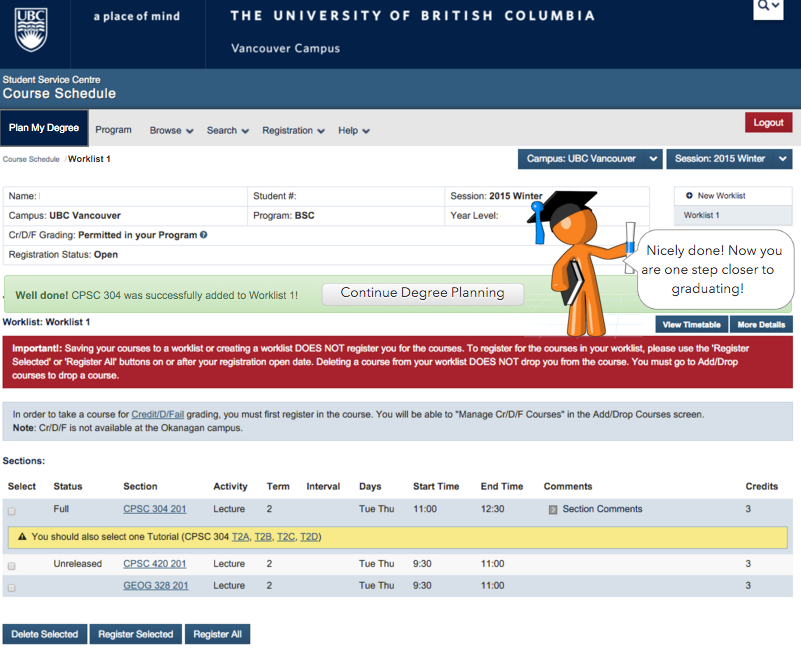 UBC
a place of mind
THE UNIVERSITY OF BRITISH COLUMBIA
Vancouver Campus
Student Service Centre
Course Schedule
Plan My Degree Program Browse Search Registration Help Logout
Course Schedule / Worklist 1
Campus: UBC Vancouver Session: 2015 Winter
Name: Student #: Session: 2015 Winter
Campus: UBC Vancouver Program: BSC Year Level:
Cr/D/F Grading: Permitted in your Program
Registration Status: Open
New Worklist
Worklist 1
Nicely done! Now you
are one step closer to
graduating!
Well done! CPSC 304 was successfully added to Worklist 1! Continue Degree Planning
Worklist: Worklist 1 View Timetable More Details
Important!: Saving your courses to a worklist or creating a worklist DOES NOT register you for the courses. To register for the courses in your worklist, please use the 'Register
Selected' or 'Register All' buttons on or after your registration open date. Deleting a course from your worklist DOES NOT drop you from the course. You must go to Add/Drop
courses to drop a course.
In order to take a course for Credit/D/Fail grading, you must first register in the course. You will be able to "Manage Cr/D/F Courses" in the Add/Drop Courses screen.
Note: Cr/D/F is not available at the Okanagan campus.
Sections:
Select Status Section Activity Term Interval Days Start Time End Time Comments Credits
Full CPSC 304 201 Lecture 2 Tue Thu 11:00 12:30 Section Comments 3
You should also select one Tutorial (CPSC 304 T2A, T2B, T2C, T2D)
Unreleased CPSC 420 201 Lecture 2 Tue Thu 9:30 11:00 3
GEOG 328 201 Lecture 2 Tue Thu 9:30 11:00 3
Delete Selected Register Selected Register All